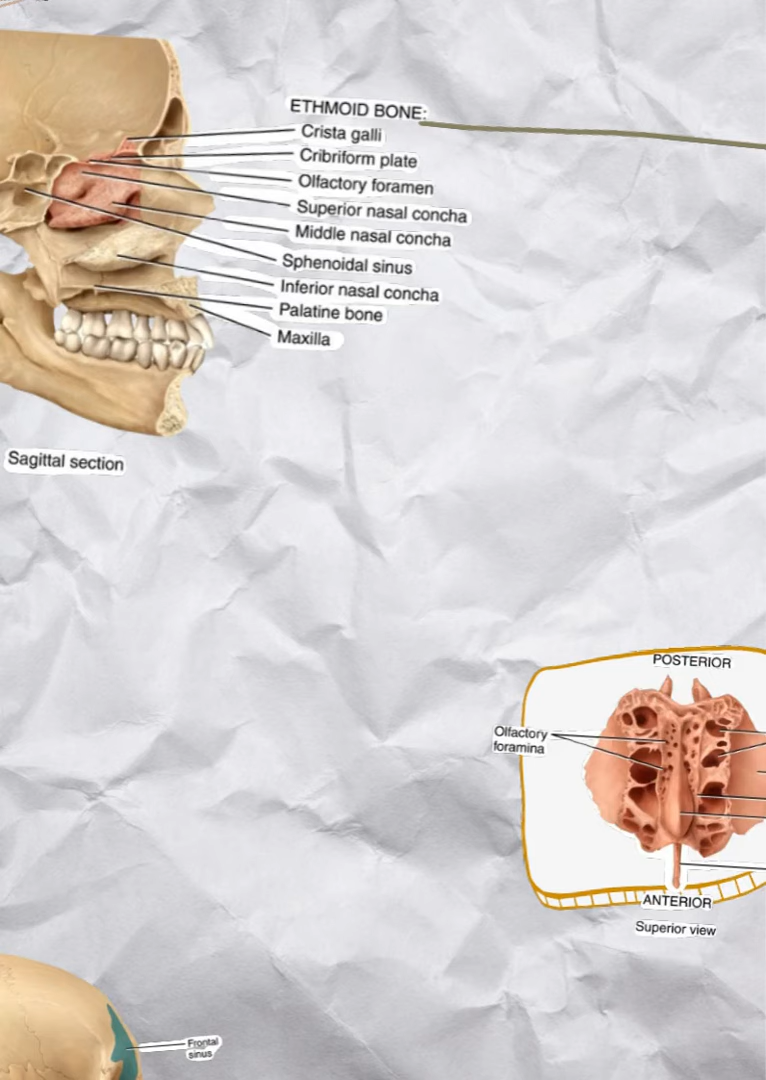 ETHMOID BONE:
Crista galli
Cribriform plate
Olfactory foramen
Superior nasal concha
Middle nasal concha
Sphenoidal sinus
Inferior nasal concha
Palatine bone
Maxilla
Sagittal section
POSTERIOR
Olfactory
foramina
ANTERIOR
Superior view
Frontal
sinus